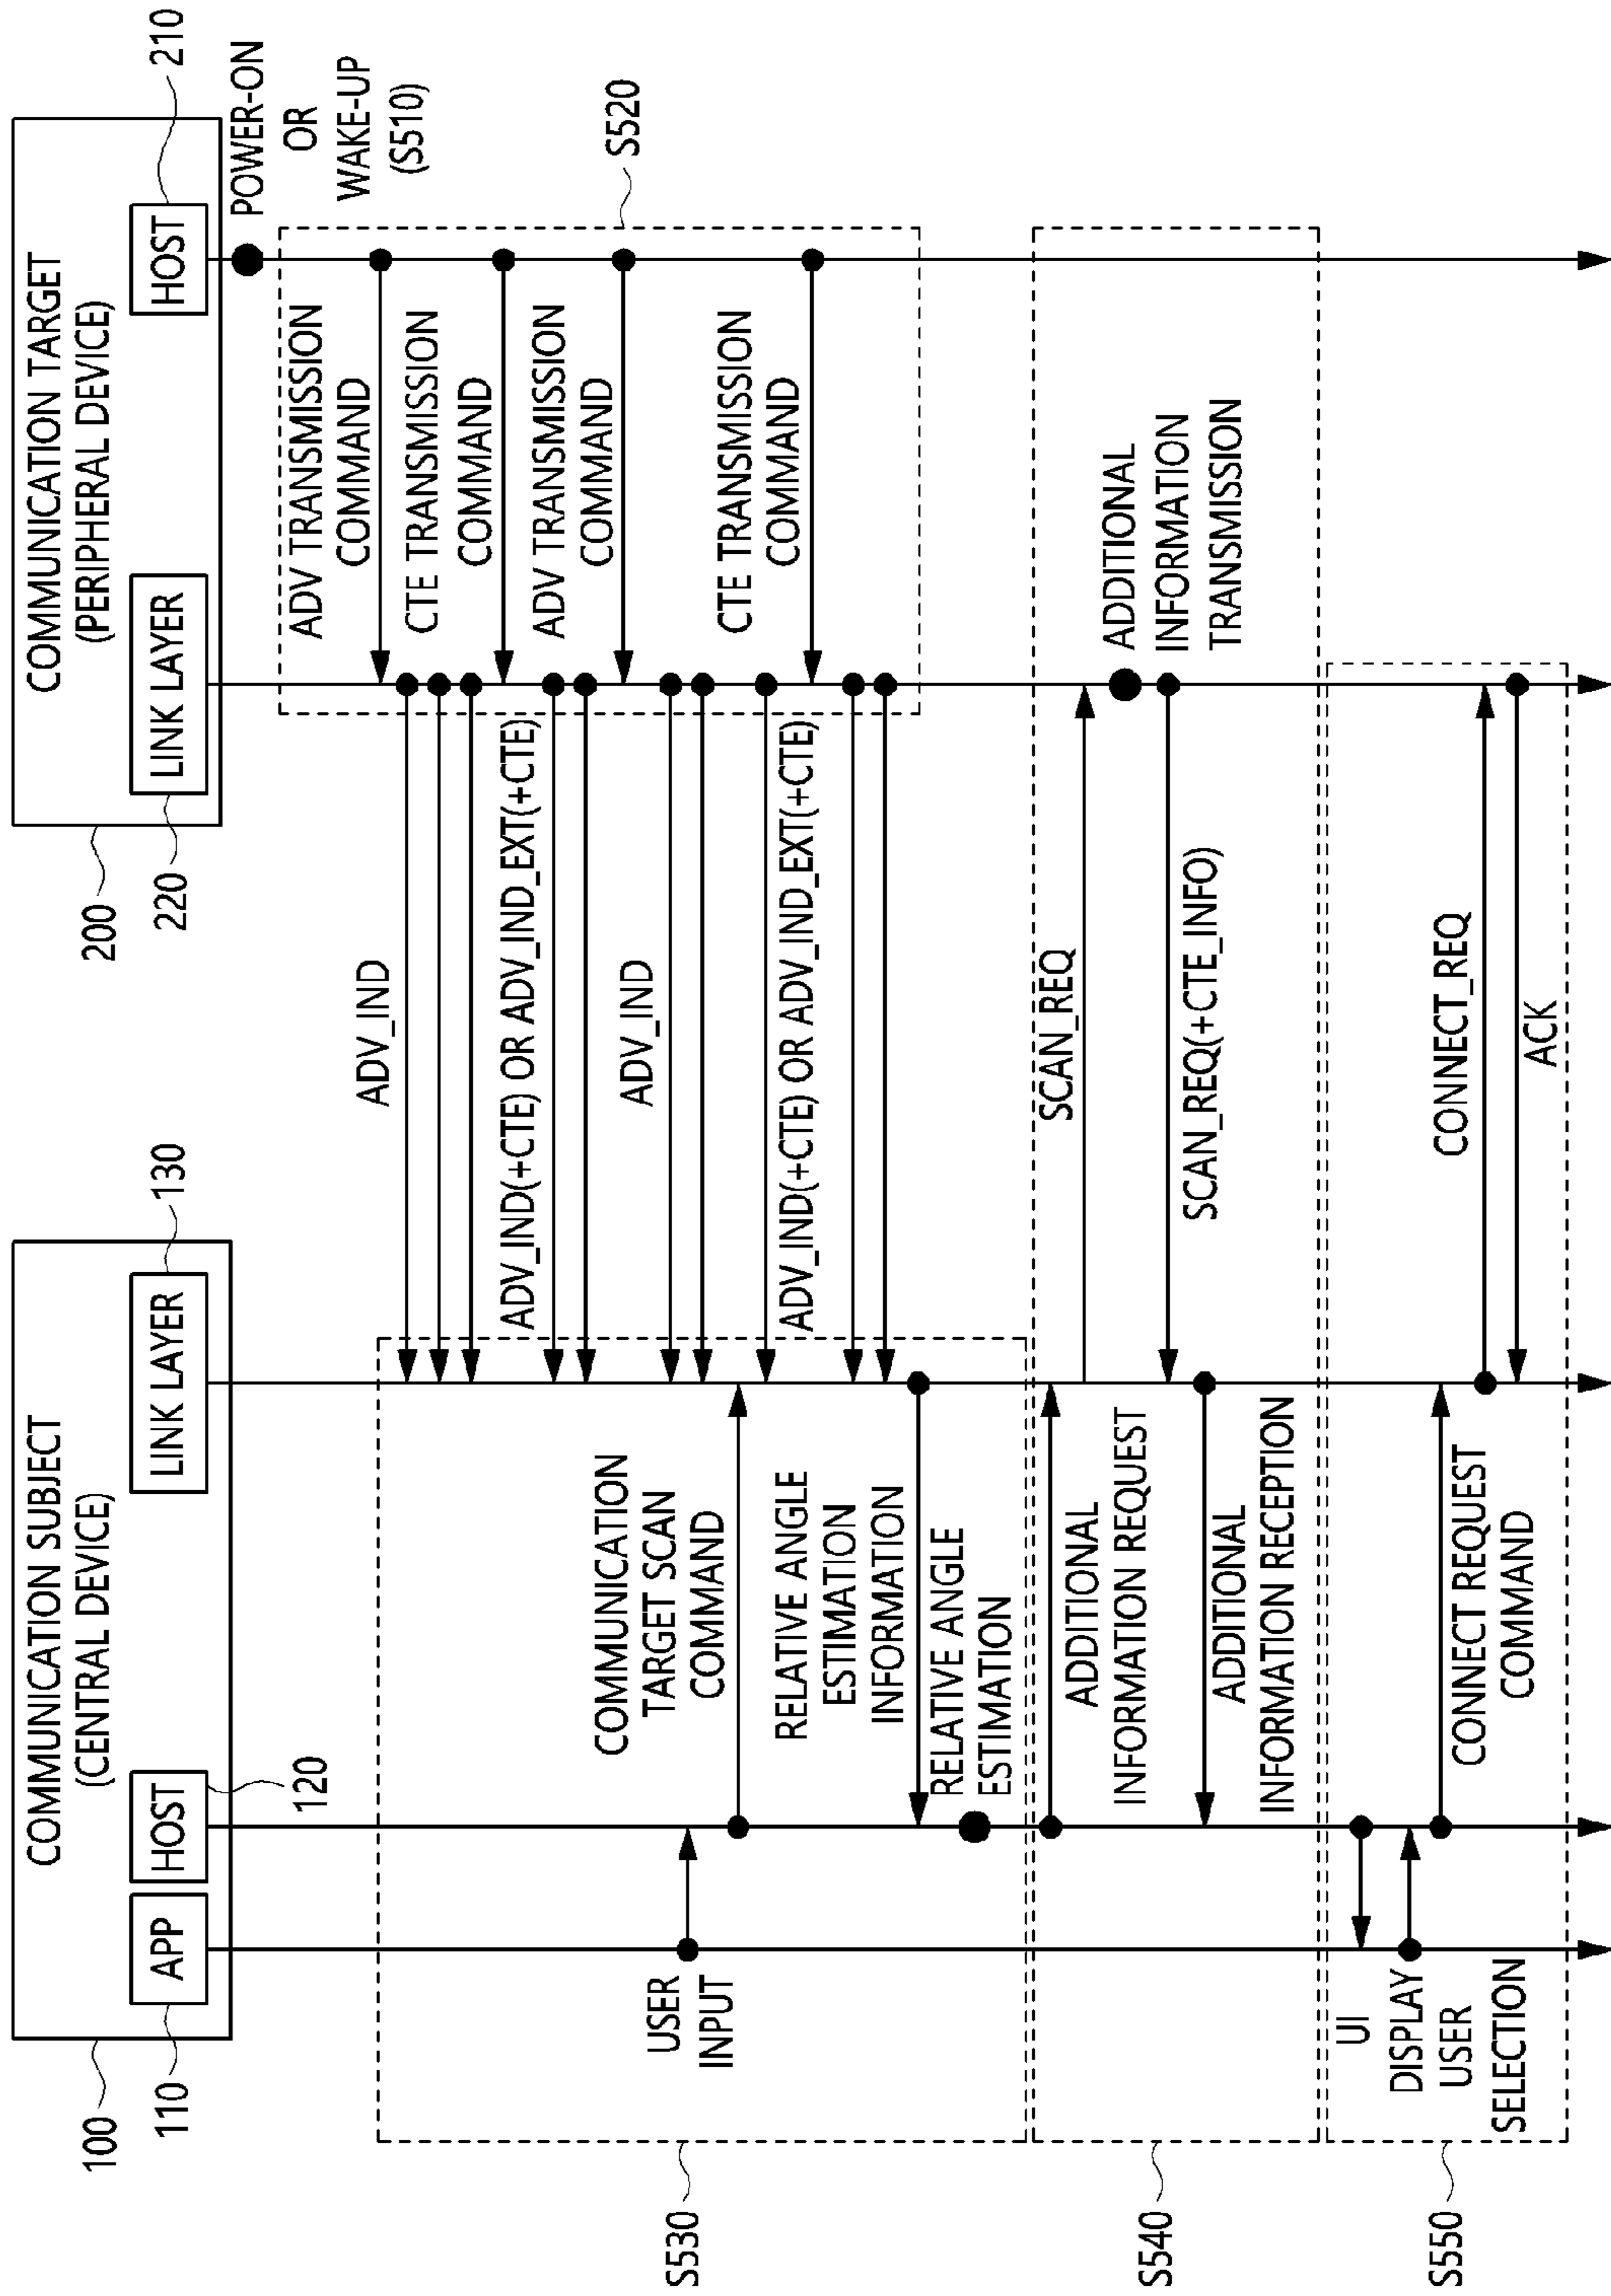 COMMUNICATION SUBJECT
(CENTRAL DEVICE)
100
APP
110
HOST
120
LINK LAYER
130
COMMUNICATION TARGET
(PERIPHERAL DEVICE)
200
LINK LAYER
220
HOST
210
POWER-ON
OR
WAKE-UP
(S510)
S520
ADV TRANSMISSION
COMMAND
CTE TRANSMISSION
COMMAND
ADV TRANSMISSION
COMMAND
CTE TRANSMISSION
COMMAND
ADV_IND
ADV_IND(+CTE) OR ADV_IND_EXT(+CTE)
ADV_IND
ADV_IND(+CTE) OR ADV_IND_EXT(+CTE)
S530
USER
INPUT
COMMUNICATION
TARGET SCAN
COMMAND
RELATIVE ANGLE
ESTIMATION
INFORMATION
RELATIVE ANGLE
ESTIMATION
S540
ADDITIONAL
INFORMATION REQUEST
SCAN_REQ
ADDITIONAL
INFORMATION
TRANSMISSION
SCAN_REQ(+CTE_INFO)
ADDITIONAL
INFORMATION RECEPTION
S550
UI
DISPLAY
USER
SELECTION
CONNECT REQUEST
COMMAND
CONNECT_REQ
ACK